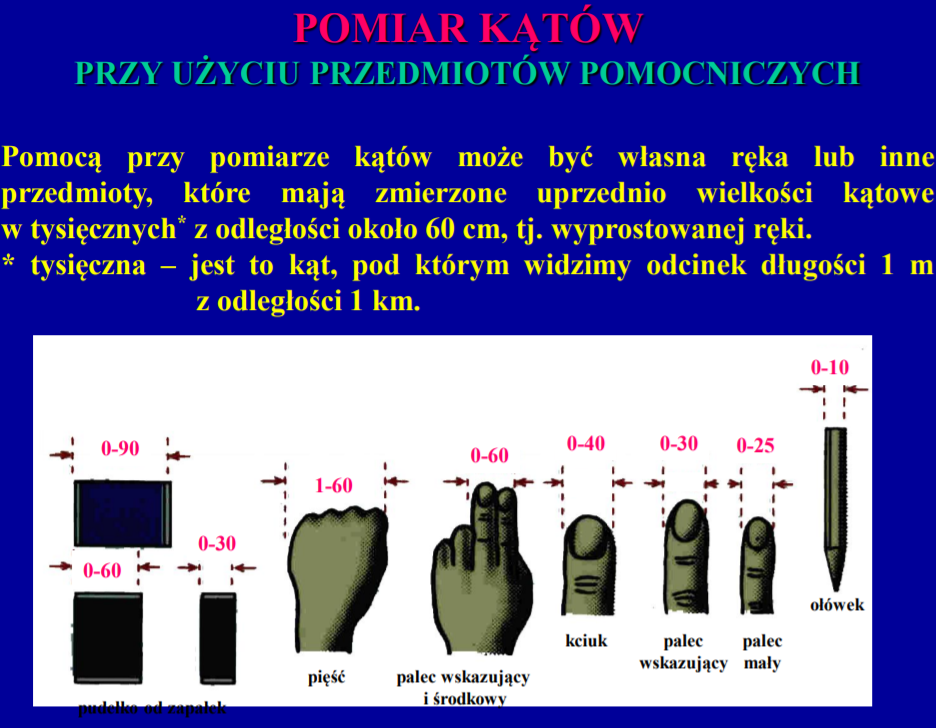 POMIAR KĄTÓW
PRZY UŻYCIU PRZEDMIOTÓW POMOCNICZYCH
Pomocą przy pomiarze kątów może być własna ręka lub inne
przedmioty, które mają zmierzone uprzednio wielkości kątowe
w tysięcznych* z odległości około 60 cm, tj. wyprostowanej ręki.
* tysięczna – jest to kąt, pod którym widzimy odcinek długości 1 m
z odległości 1 km.
0-10
0-90
1-60
0-60
0-40
0-30
0-25
0-30
0-60
ołówek
kciuk
palec
wskazujący
palec
mały
pięść
palec wskazujący
i środkowy
pudełko od zapałek